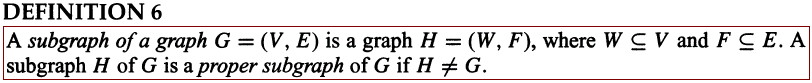 DEFINITION 6
A subgraph of a graph G = (V, E) is a graph H = (W, F), where W ⊆ V and F ⊆ E. A
subgraph H of G is a proper subgraph of G if H ≠ G.